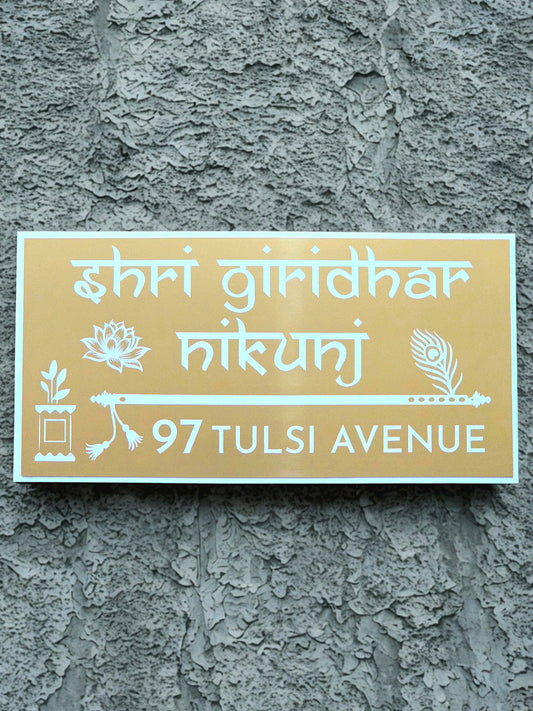 shri giridhar
nikunj
97 TULSI AVENUE